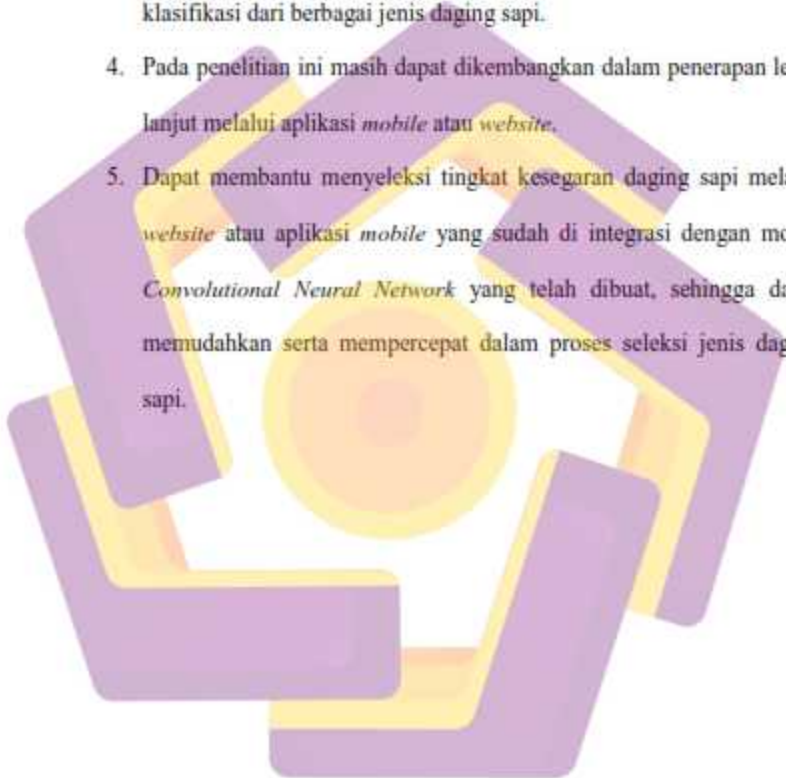 klasifikasi dari berbagai jenis daging sapi.
4. Pada penelitian ini masih dapat dikembangkan dalam penerapan le
lanjut melalui aplikasi mobile atau website.
5. Dapat membantu menyeleksi tingkat kesegaran daging sapi mela
website atau aplikasi mobile yang sudah di integrasi dengan mo
Convolutional Neural Network yang telah dibuat, sehingga da
memudahkan serta mempercepat dalam proses seleksi jenis dag
sapi.